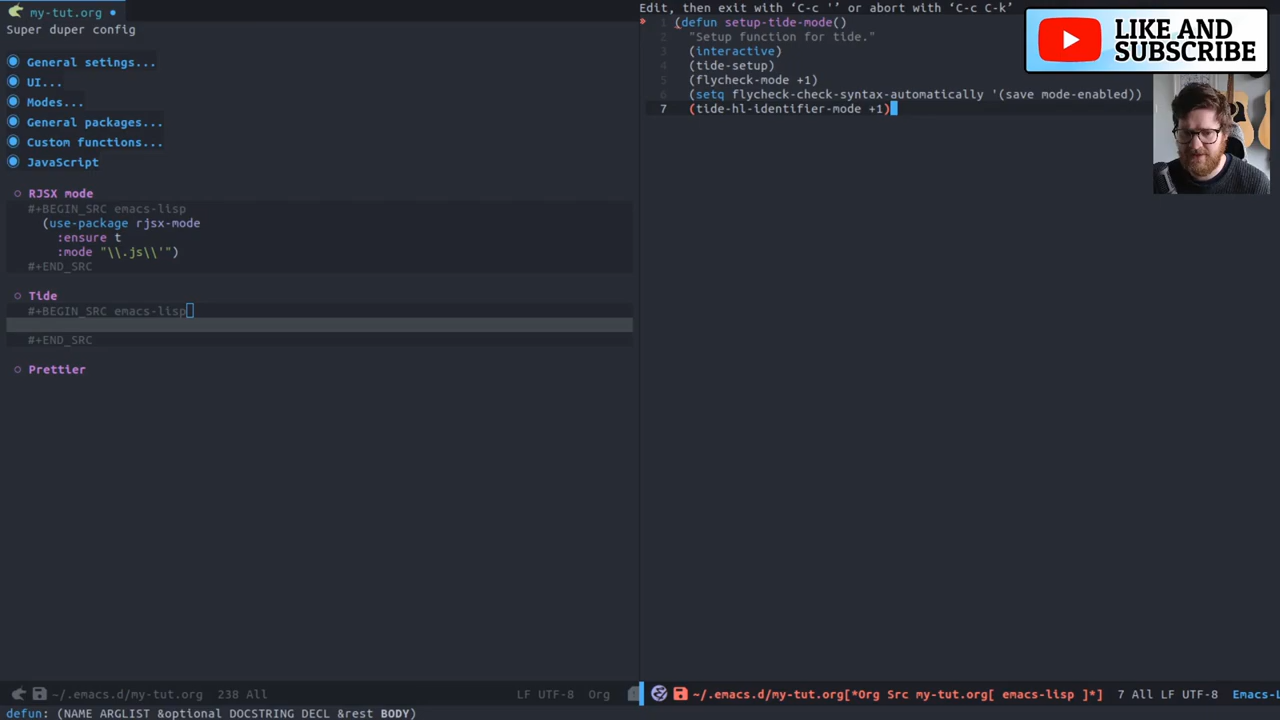 my-tut.org
Super duper config
General setings...
UI...
Modes...
General packages...
Custom functions...
JavaScript
RJSX mode
#+BEGIN_SRC emacs-lisp
(use-package rjsx-mode
:ensure t
:mode "\\.js\\'")
#+END_SRC
Tide
#+BEGIN_SRC emacs-lisp
#+END_SRC
Prettier
~/.emacs.d/my-tut.org 238 All LF UTF-8 Org
Edit, then exit with ‘C-c '’ or abort with ‘C-c C-k’
1 (defun setup-tide-mode()
2 "Setup function for tide."
3 (interactive)
4 (tide-setup)
5 (flycheck-mode +1)
6 (setq flycheck-check-syntax-automatically '(save mode-enabled))
7 (tide-hl-identifier-mode +1)
~/.emacs.d/my-tut.org[*Org Src my-tut.org[ emacs-lisp ]*] 7 All LF UTF-8 Emacs-L
defun: (NAME ARGLIST &optional DOCSTRING DECL &rest BODY)
LIKE AND
SUBSCRIBE